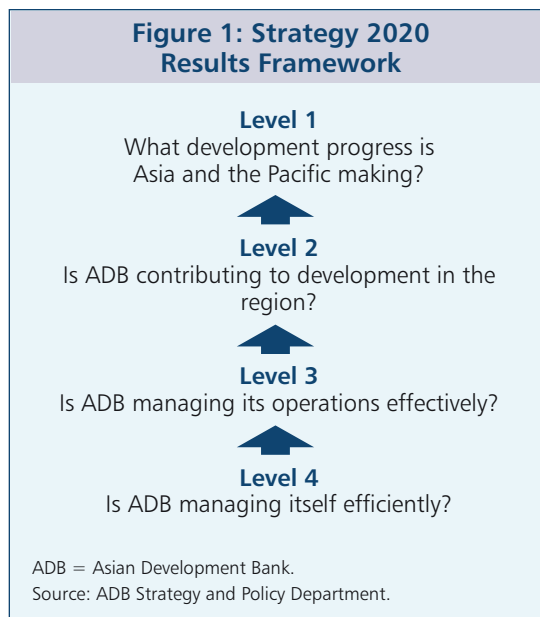 Figure 1: Strategy 2020
Results Framework
Level 1
What development progress is
Asia and the Pacific making?
Level 2
Is ADB contributing to development in the
region?
Level 3
Is ADB managing its operations effectively?
Level 4
Is ADB managing itself efficiently?
ADB = Asian Development Bank.
Source: ADB Strategy and Policy Department.